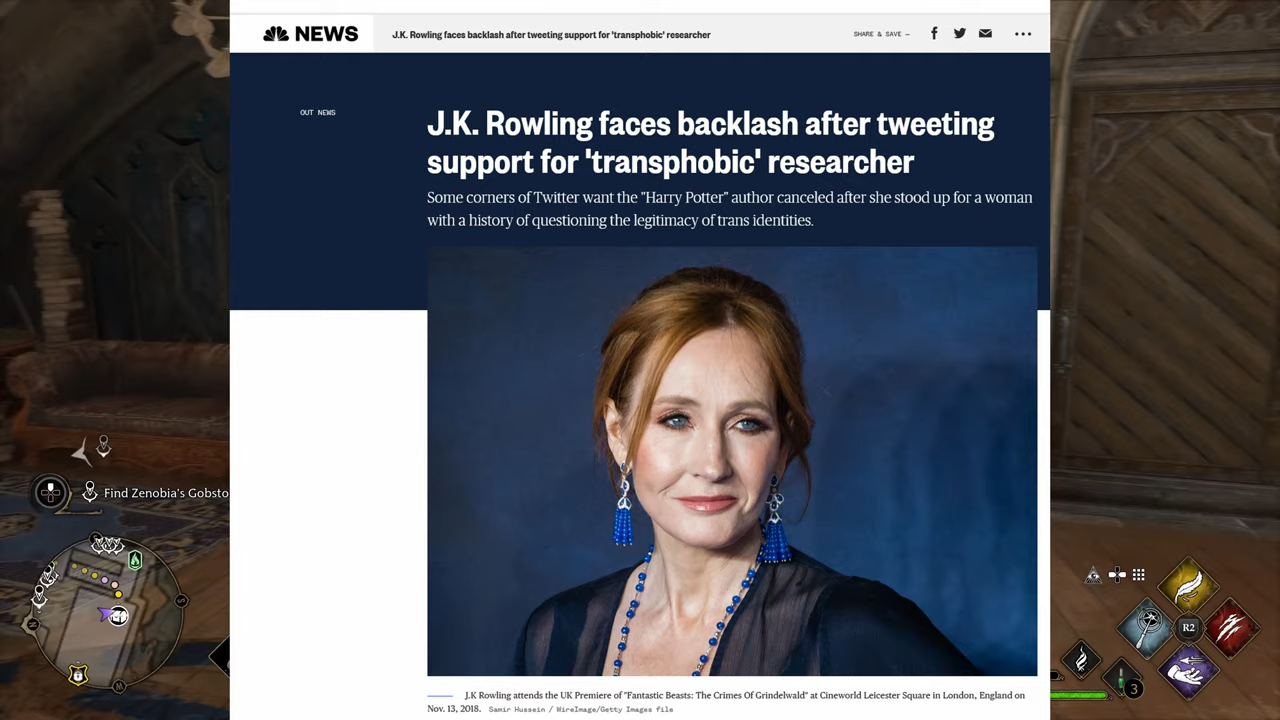 NEWS
J.K. Rowling faces backlash after tweeting support for 'transphobic' researcher
SHARE & SAVE —
OUT NEWS
J.K. Rowling faces backlash after tweeting
support for 'transphobic' researcher
Some corners of Twitter want the "Harry Potter" author canceled after she stood up for a woman
with a history of questioning the legitimacy of trans identities.
Find Zenobia's Gobsto
R2
3
J.K Rowling attends the UK Premiere of "Fantastic Beasts: The Crimes Of Grindelwald" at Cineworld Leicester Square in London, England on
Nov. 13, 2018. Samir Hussein / WireImage/Getty Images file